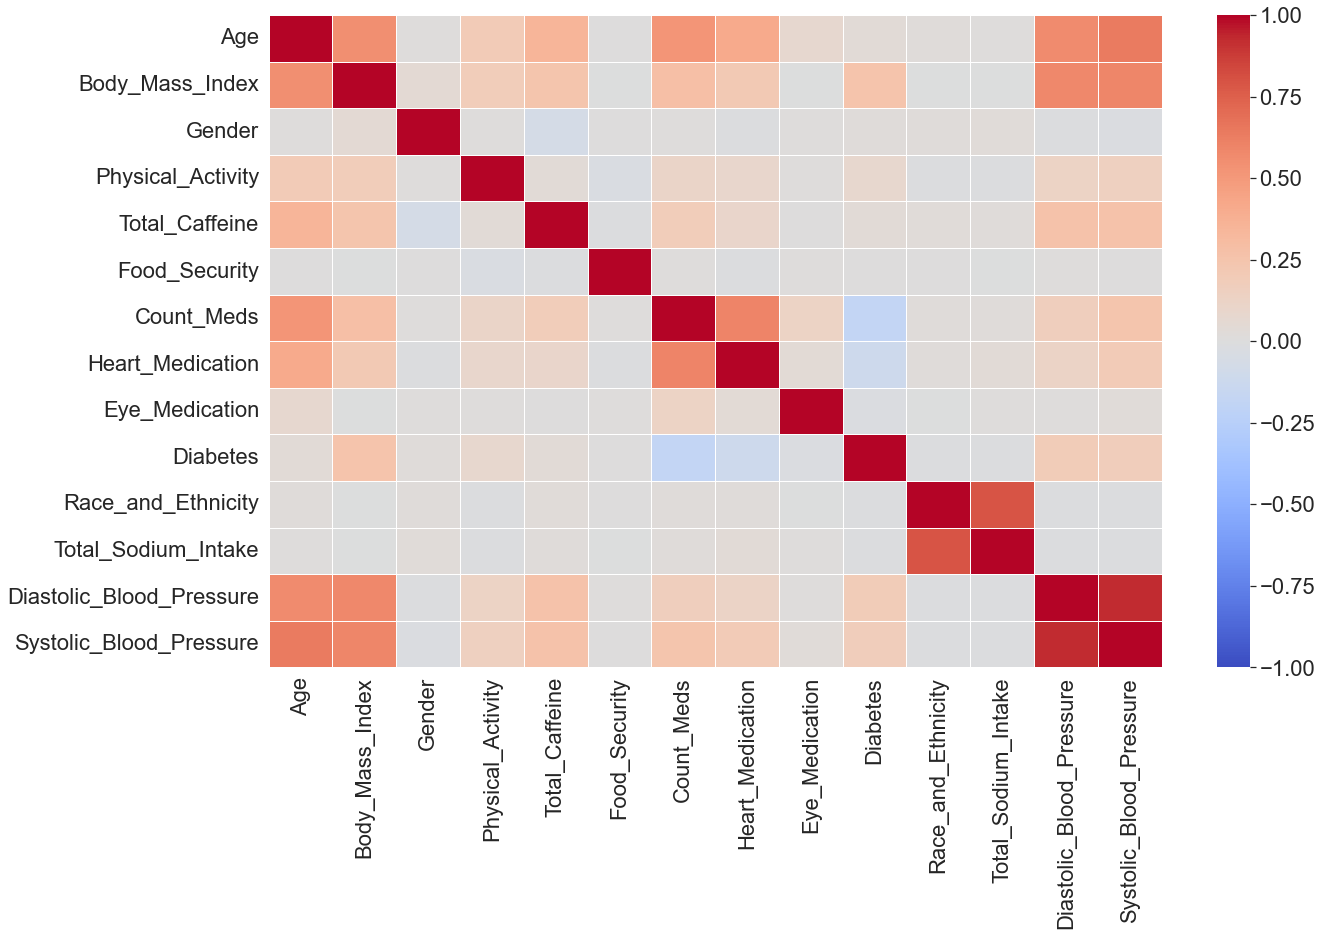 Age
Body_Mass_Index
Gender
Physical_Activity
Total_Caffeine
Food_Security
Count_Meds
Heart_Medication
Eye_Medication
Diabetes
Race_and_Ethnicity
Total_Sodium_Intake
Diastolic_Blood_Pressure
Systolic_Blood_Pressure
Age
Body_Mass_Index
Gender
Physical_Activity
Total_Caffeine
Food_Security
Count_Meds
Heart_Medication
Eye_Medication
Diabetes
Race_and_Ethnicity
Total_Sodium_Intake
Diastolic_Blood_Pressure
Systolic_Blood_Pressure
1.00
0.75
0.50
0.25
0.00
−0.25
−0.50
−0.75
−1.00